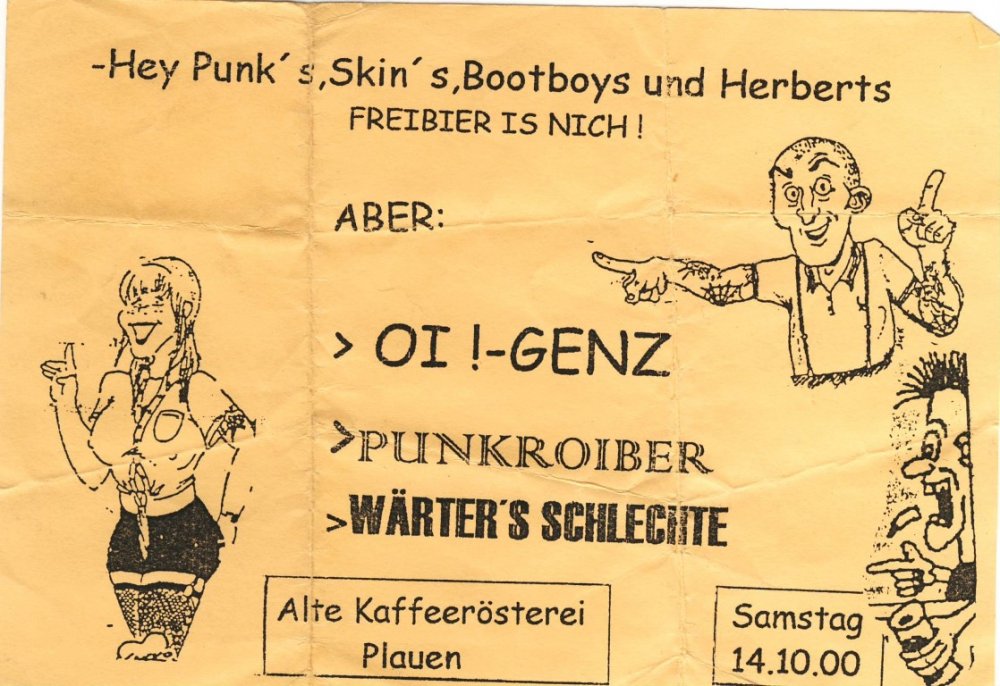 -Hey Punk´s,Skin´s,Bootboys und Herberts
FREIBIER IS NICH !
ABER:
> OI !-GENZ
>PUNKROIBER
>WÄRTER´S SCHLECHTE
Alte Kaffeerösterei
Plauen
Samstag
14.10.00